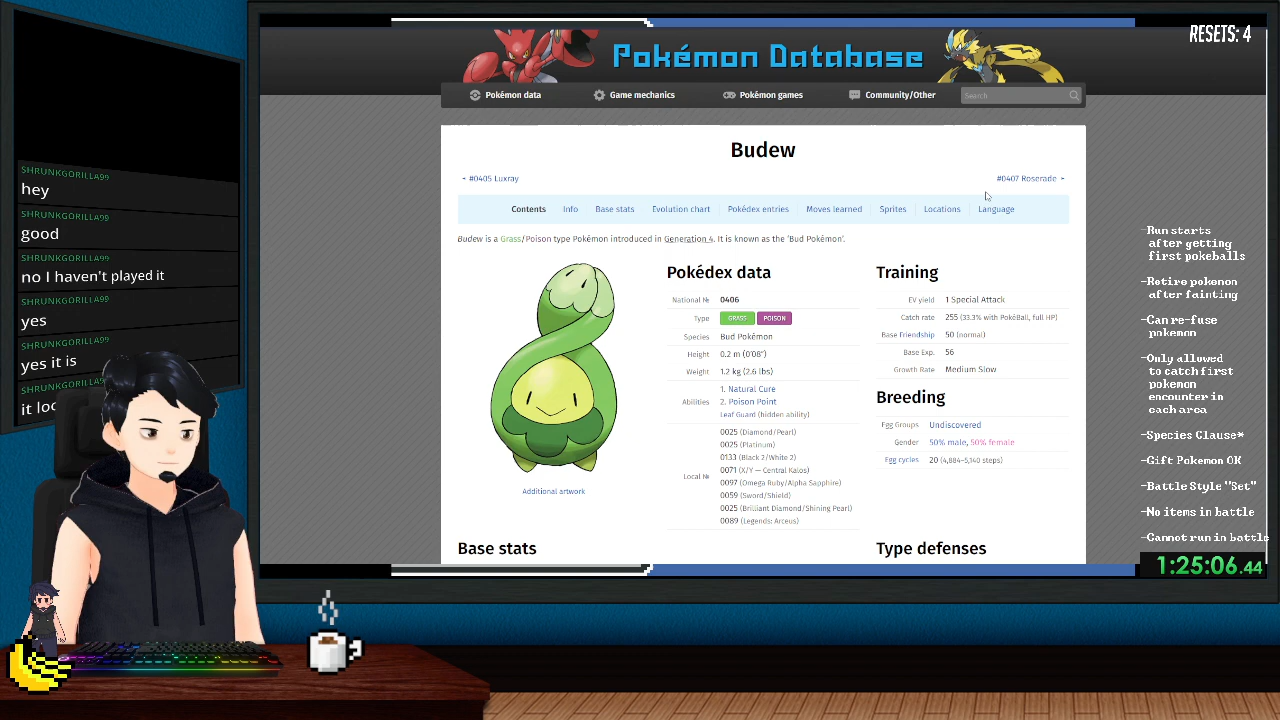 RESETS: 4
SHRUNKGORILLA99
hey
SHRUNKGORILLA99
good
SHRUNKGORILLA99
no I haven't played it
SHRUNKGORILLA99
yes
SHRUNKGORILLA99
yes it is
SHRUNKGORILLA99
it
Pokémon Database
Pokémon data
Game mechanics
Pokémon games
Community/Other
Search
Budew
#0405 Luxray
#0407 Roserade
Contents
Info
Base stats
Evolution chart
Pokédex entries
Moves learned
Sprites
Locations
Language
Budew is a Grass/Poison type Pokémon introduced in Generation 4. It is known as the 'Bud Pokémon'.
Additional artwork
Pokédex data
National № 0406
Type GRASS POISON
Species Bud Pokémon
Height 0.2 m (0′08″)
Weight 1.2 kg (2.6 lbs)
Abilities
1. Natural Cure
2. Poison Point
Leaf Guard (hidden ability)
Local №
0025 (Diamond/Pearl)
0025 (Platinum)
0133 (Black 2/White 2)
0071 (X/Y — Central Kalos)
0097 (Omega Ruby/Alpha Sapphire)
0059 (Sword/Shield)
0025 (Brilliant Diamond/Shining Pearl)
0089 (Legends: Arceus)
Training
EV yield 1 Special Attack
Catch rate 255 (33.3% with PokéBall, full HP)
Base Friendship 50 (normal)
Base Exp. 56
Growth Rate Medium Slow
Breeding
Egg Groups Undiscovered
Gender 50% male, 50% female
Egg cycles 20 (4,884–5,140 steps)
Base stats
Type defenses
-Run starts
after getting
first pokeballs
-Retire pokemon
after fainting
-Can re-fuse
pokemon
-Only allowed
to catch first
pokemon
encounter in
each area
-Species Clause*
-Gift Pokemon OK
-Battle Style "Set"
-No items in battle
-Cannot run in battle
1:25:06.44